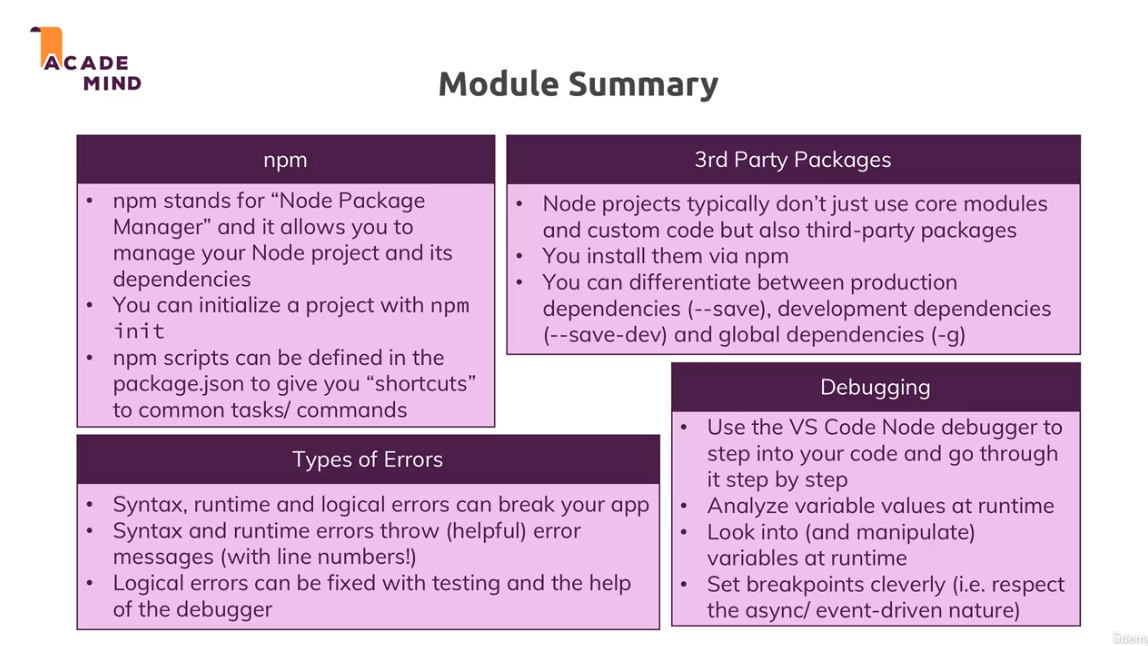 ACADE
MIND
Module Summary
npm
• npm stands for “Node Package
Manager” and it allows you to
manage your Node project and its
dependencies
• You can initialize a project with npm
init
• npm scripts can be defined in the
package.json to give you “shortcuts”
to common tasks/ commands
3rd Party Packages
• Node projects typically don’t just use core modules
and custom code but also third-party packages
• You install them via npm
• You can differentiate between production
dependencies (--save), development dependencies
(--save-dev) and global dependencies (-g)
Types of Errors
• Syntax, runtime and logical errors can break your app
• Syntax and runtime errors throw (helpful) error
messages (with line numbers!)
• Logical errors can be fixed with testing and the help
of the debugger
Debugging
• Use the VS Code Node debugger to
step into your code and go through
it step by step
• Analyze variable values at runtime
• Look into (and manipulate)
variables at runtime
• Set breakpoints cleverly (i.e. respect
the async/ event-driven nature)